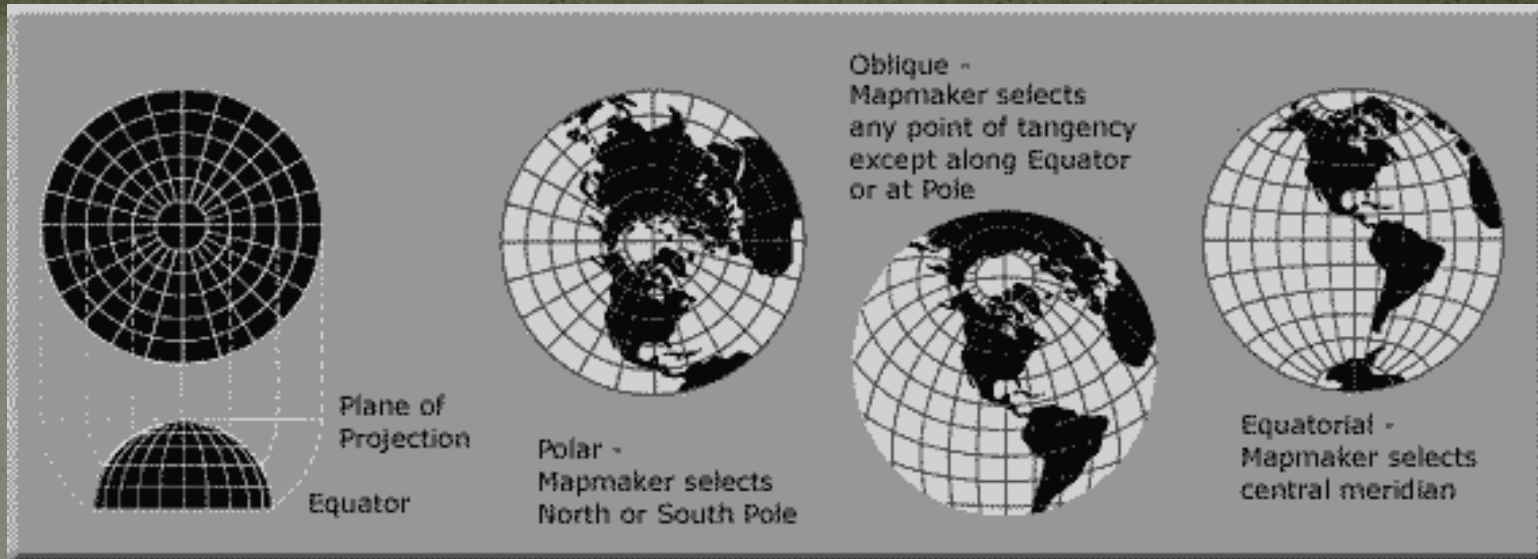 Plane of
Projection
Equator
Polar -
Mapmaker selects
North or South Pole
Oblique -
Mapmaker selects
any point of tangency
except along Equator
or at Pole
Equatorial -
Mapmaker selects
central meridian